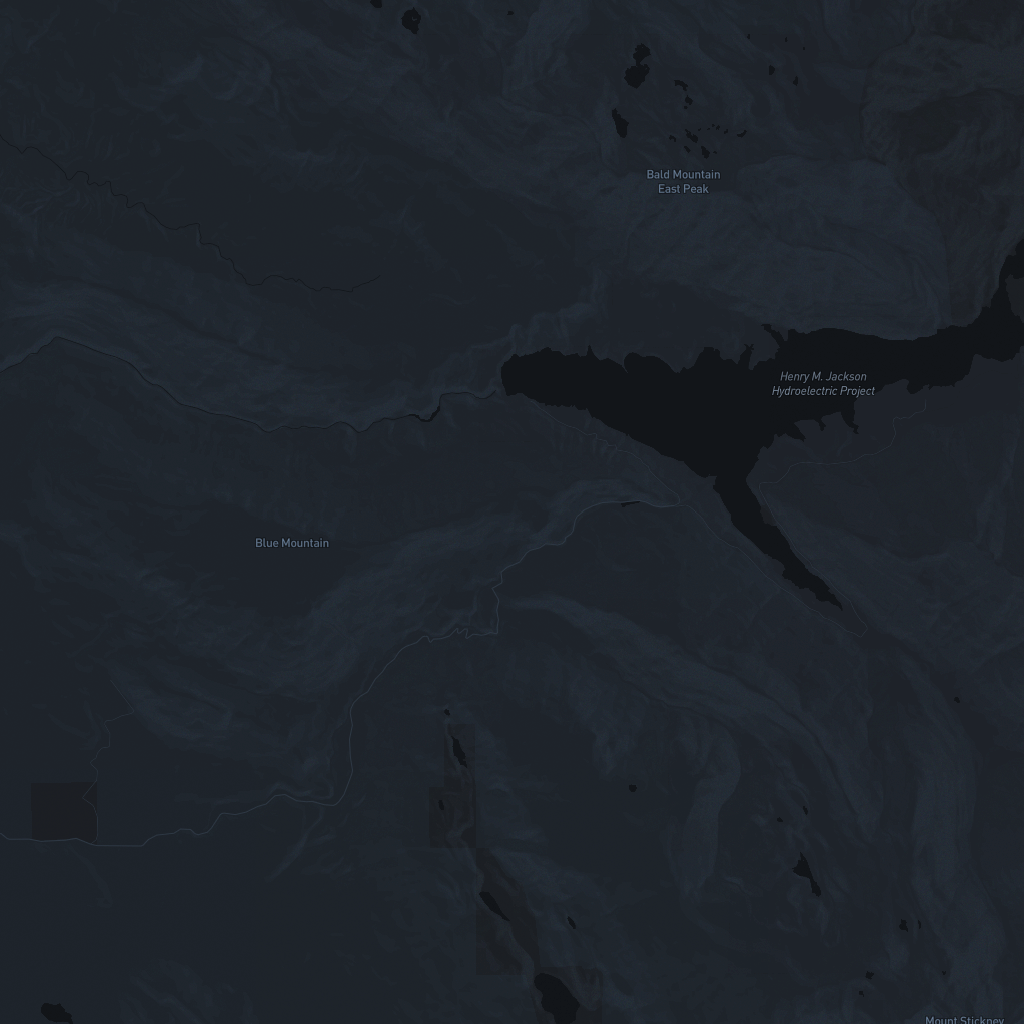 Bald Mountain
East Peak
Henry M. Jackson
Hydroelectric Project
Blue Mountain
Mount Stickney